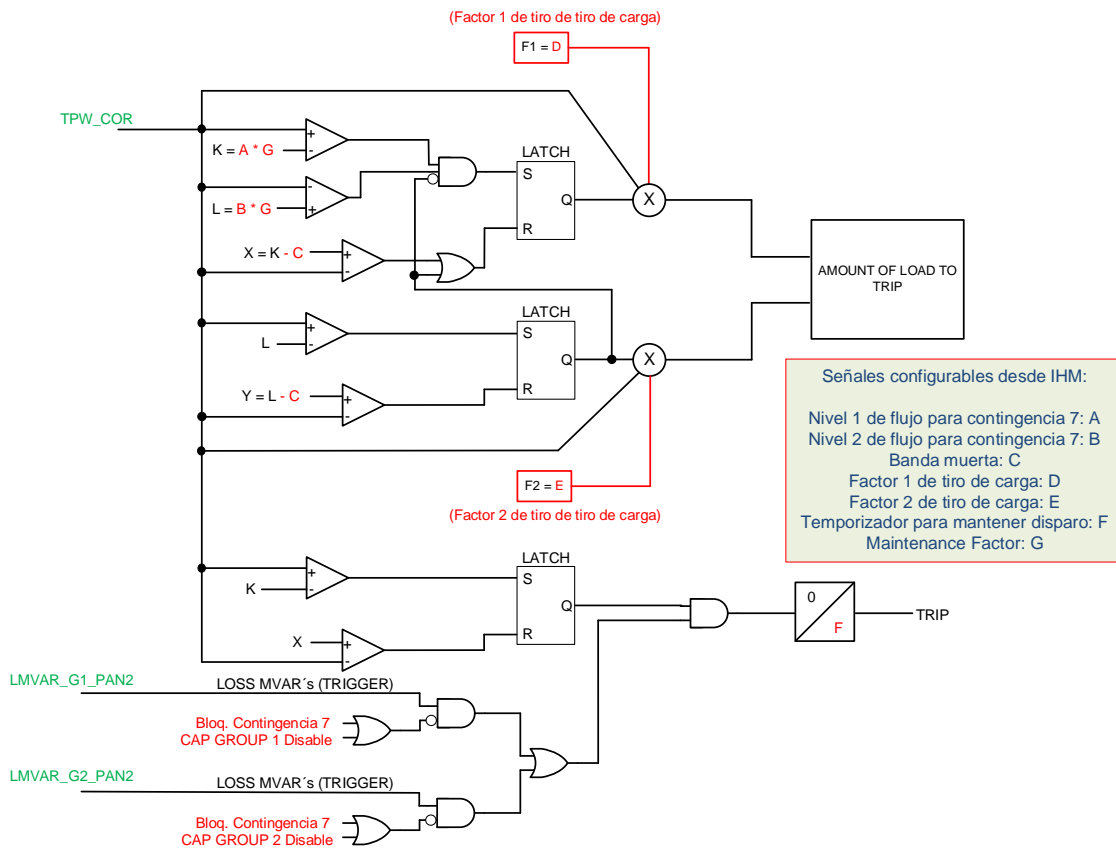 (Factor 1 de tiro de tiro de carga)
F1 = D
TPW_COR
K = A * G
+
-
LATCH
S
Q
R
X
L = B * G
-
+
X = K - C
+
-
AMOUNT OF LOAD TO
TRIP
LATCH
S
Q
R
X
L
+
-
Y = L - C
+
-
Señales configurables desde IHM:
Nivel 1 de flujo para contingencia 7: A
Nivel 2 de flujo para contingencia 7: B
Banda muerta: C
Factor 1 de tiro de carga: D
Factor 2 de tiro de carga: E
Temporizador para mantener disparo: F
Maintenance Factor: G
F2 = E
(Factor 2 de tiro de tiro de carga)
LATCH
S
Q
R
K
+
-
X
+
-
0
F
TRIP
LMVAR_G1_PAN2
LOSS MVAR´s (TRIGGER)
Bloq. Contingencia 7
CAP GROUP 1 Disable
LMVAR_G2_PAN2
LOSS MVAR´s (TRIGGER)
Bloq. Contingencia 7
CAP GROUP 2 Disable